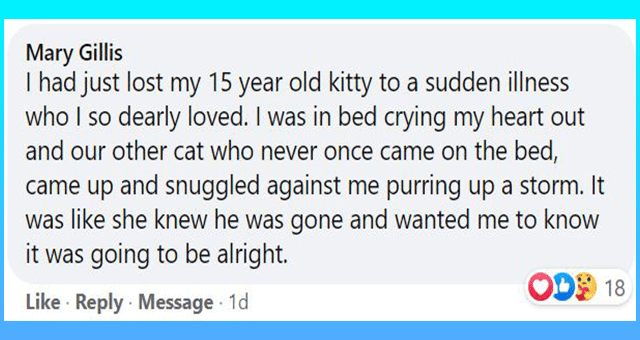 Mary Gillis
I had just lost my 15 year old kitty to a sudden illness
who I so dearly loved. I was in bed crying my heart out
and our other cat who never once came on the bed,
came up and snuggled against me purring up a storm. It
was like she knew he was gone and wanted me to know
it was going to be alright.
Like · Reply · Message · 1d
18